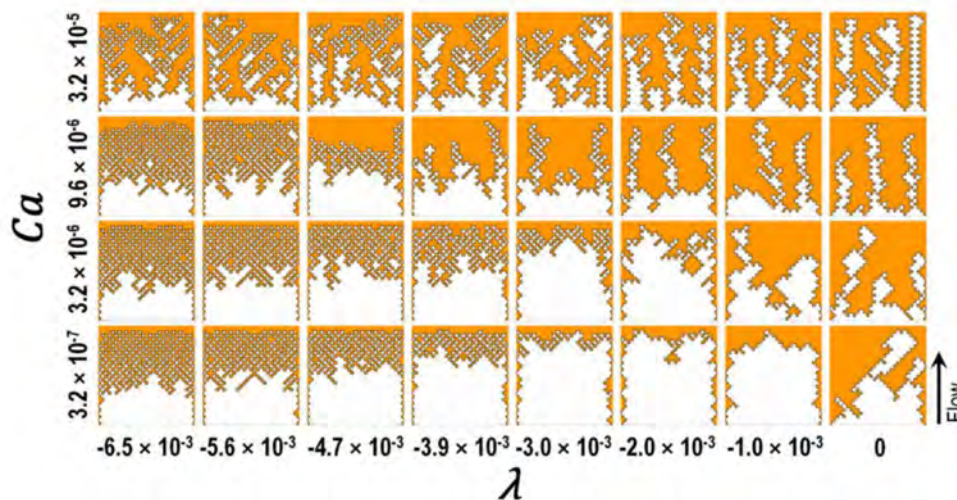 3.2 × 10⁻⁵
9.6 × 10⁻⁶
3.2 × 10⁻⁶
3.2 × 10⁻⁷
Ca
Flow
-6.5 × 10⁻³ -5.6 × 10⁻³ -4.7 × 10⁻³ -3.9 × 10⁻³ -3.0 × 10⁻³ -2.0 × 10⁻³ -1.0 × 10⁻³ 0
λ